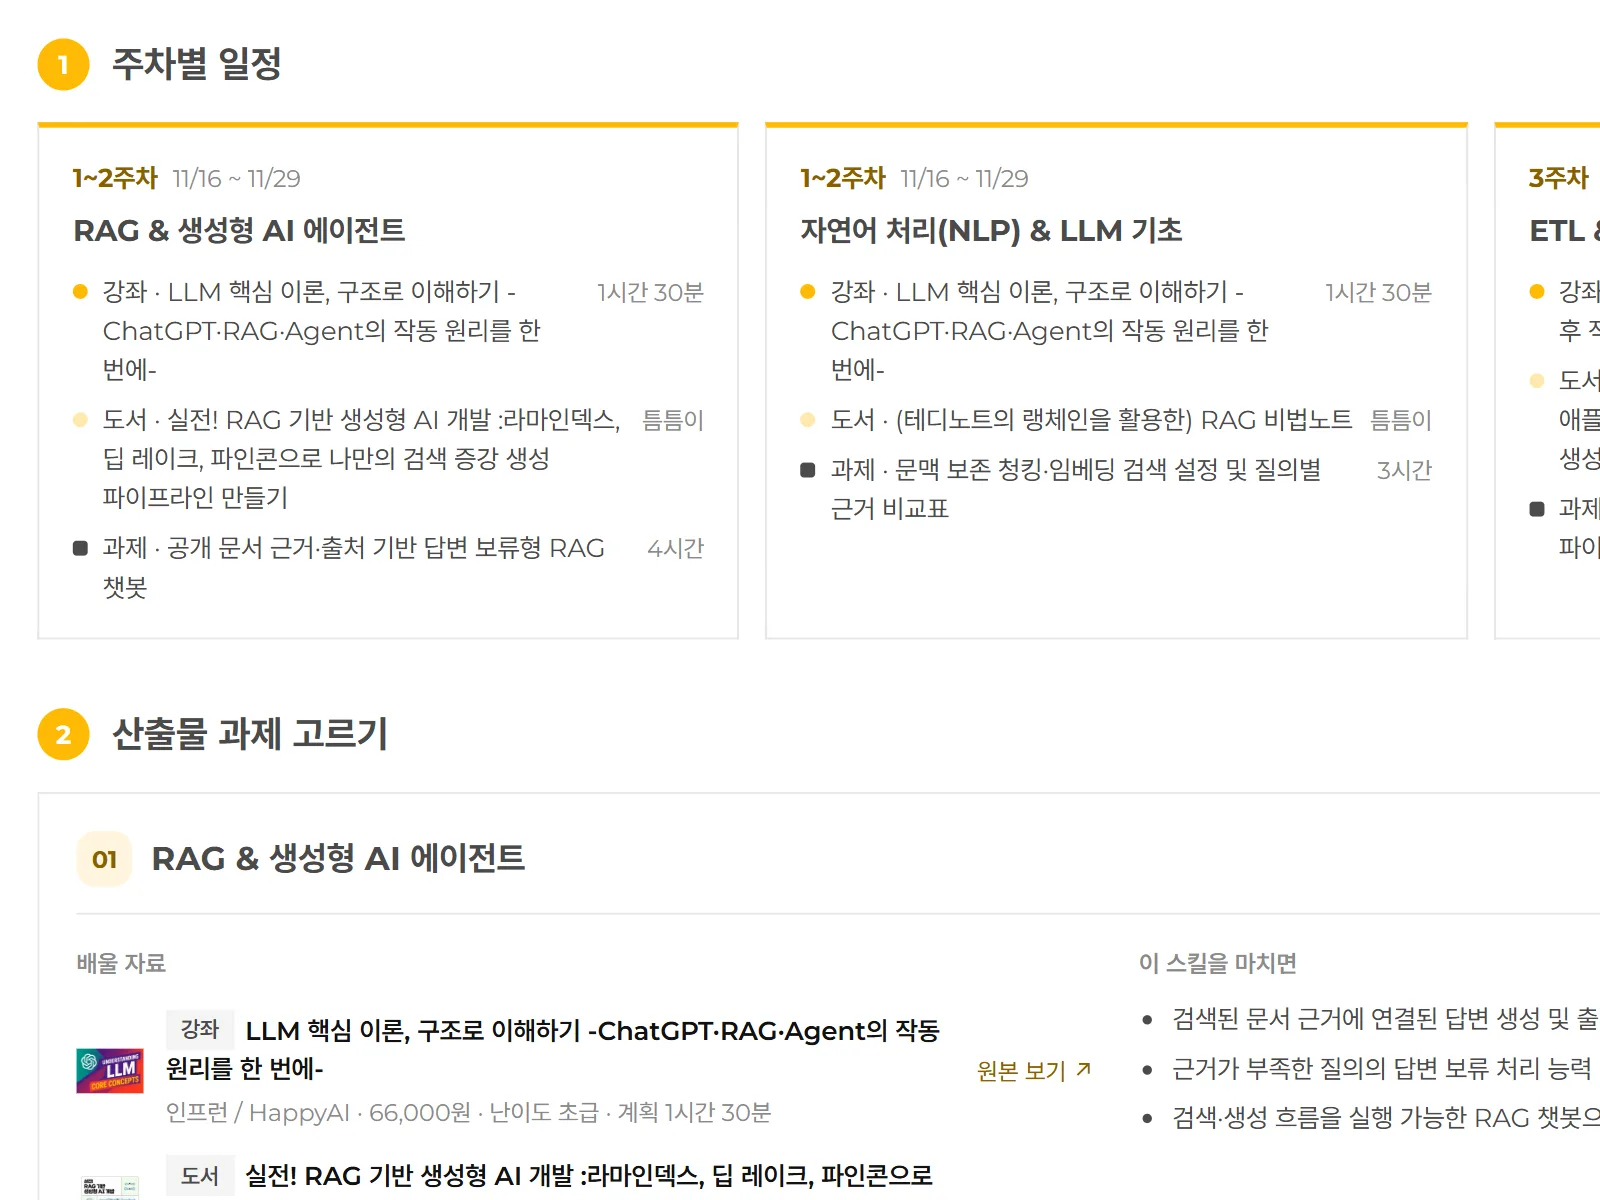 1 주차별 일정
1~2주차 11/16 ~ 11/29
RAG & 생성형 AI 에이전트
강좌 · LLM 핵심 이론, 구조로 이해하기 - 1시간 30분
ChatGPT·RAG·Agent의 작동 원리를 한
번에-
도서 · 실전! RAG 기반 생성형 AI 개발 :라마인덱스, 틈틈이
딥 레이크, 파인콘으로 나만의 검색 증강 생성
파이프라인 만들기
과제 · 공개 문서 근거·출처 기반 답변 보류형 RAG 4시간
챗봇
1~2주차 11/16 ~ 11/29
자연어 처리(NLP) & LLM 기초
강좌 · LLM 핵심 이론, 구조로 이해하기 - 1시간 30분
ChatGPT·RAG·Agent의 작동 원리를 한
번에-
도서 · (테디노트의 랭체인을 활용한) RAG 비법노트 틈틈이
과제 · 문맥 보존 청킹·임베딩 검색 설정 및 질의별 3시간
근거 비교표
3주차
ETL &
강좌
후
도서
애플
생성
과제
파이
2 산출물 과제 고르기
01 RAG & 생성형 AI 에이전트
배울 자료
강좌 LLM 핵심 이론, 구조로 이해하기 -ChatGPT·RAG·Agent의 작동
원리를 한 번에-
인프런 / HappyAI · 66,000원 · 난이도 초급 · 계획 1시간 30분
원본 보기 ↗
UNDERSTANDING
LLM
CORE CONCEPTS
도서 실전! RAG 기반 생성형 AI 개발 :라마인덱스, 딥 레이크, 파인콘으로
이 스킬을 마치면
검색된 문서 근거에 연결된 답변 생성 및 출
근거가 부족한 질의의 답변 보류 처리 능력
검색·생성 흐름을 실행 가능한 RAG 챗봇으